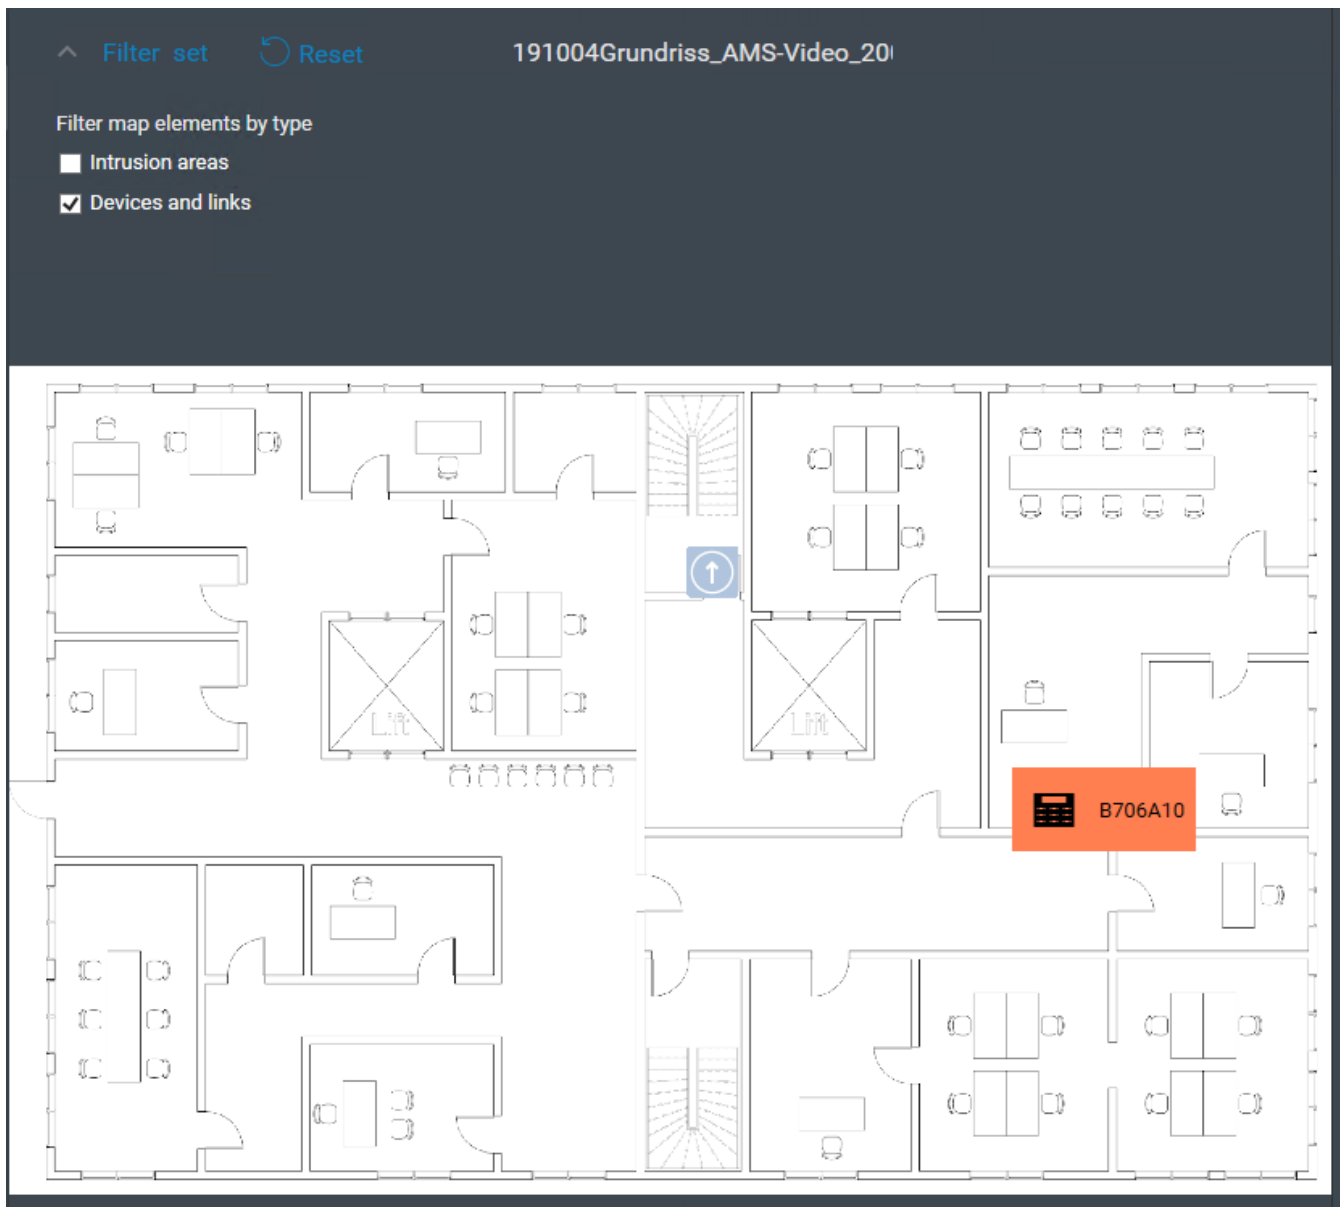 Filter set Reset 191004Grundriss_AMS-Video_20
Filter map elements by type
Intrusion areas
Devices and links
Lift Lift
B706A10